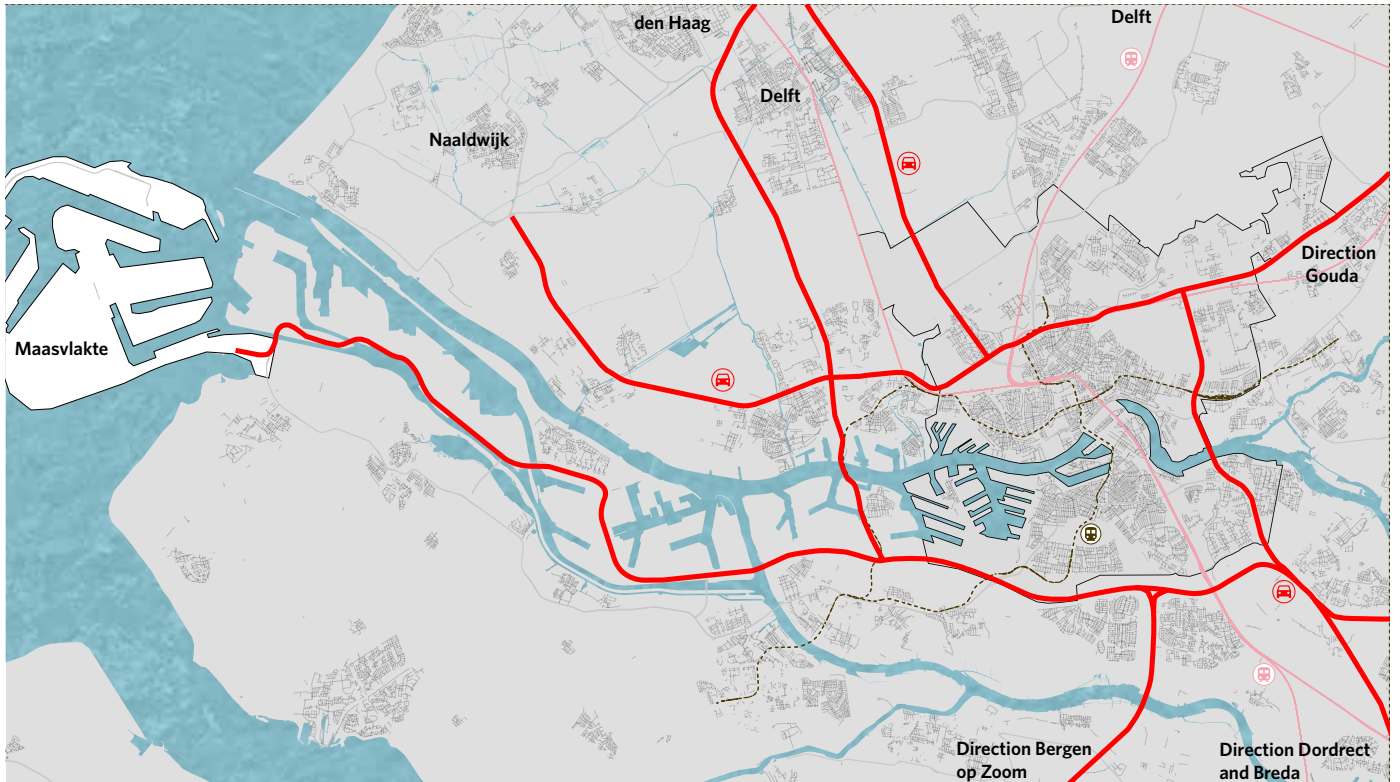 den Haag
Delft
Delft
Naaldwijk
Direction
Gouda
Maasvlakte
Direction Bergen
op Zoom
Direction Dordrect
and Breda